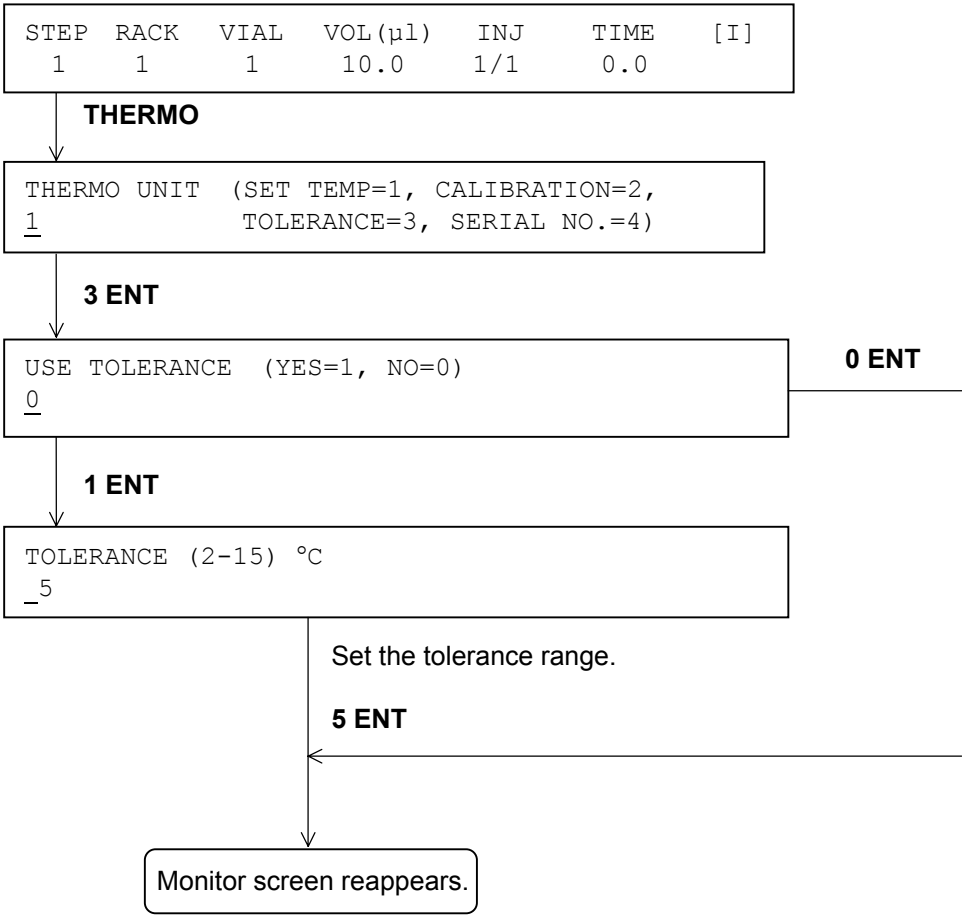 STEP RACK VIAL VOL(µl) INJ TIME [I]
1 1 1 10.0 1/1 0.0
THERMO
THERMO UNIT (SET TEMP=1, CALIBRATION=2,
1 TOLERANCE=3, SERIAL NO.=4)
3 ENT
USE TOLERANCE (YES=1, NO=0)
0
0 ENT
1 ENT
TOLERANCE (2-15) °C
_5
Set the tolerance range.
5 ENT
Monitor screen reappears.